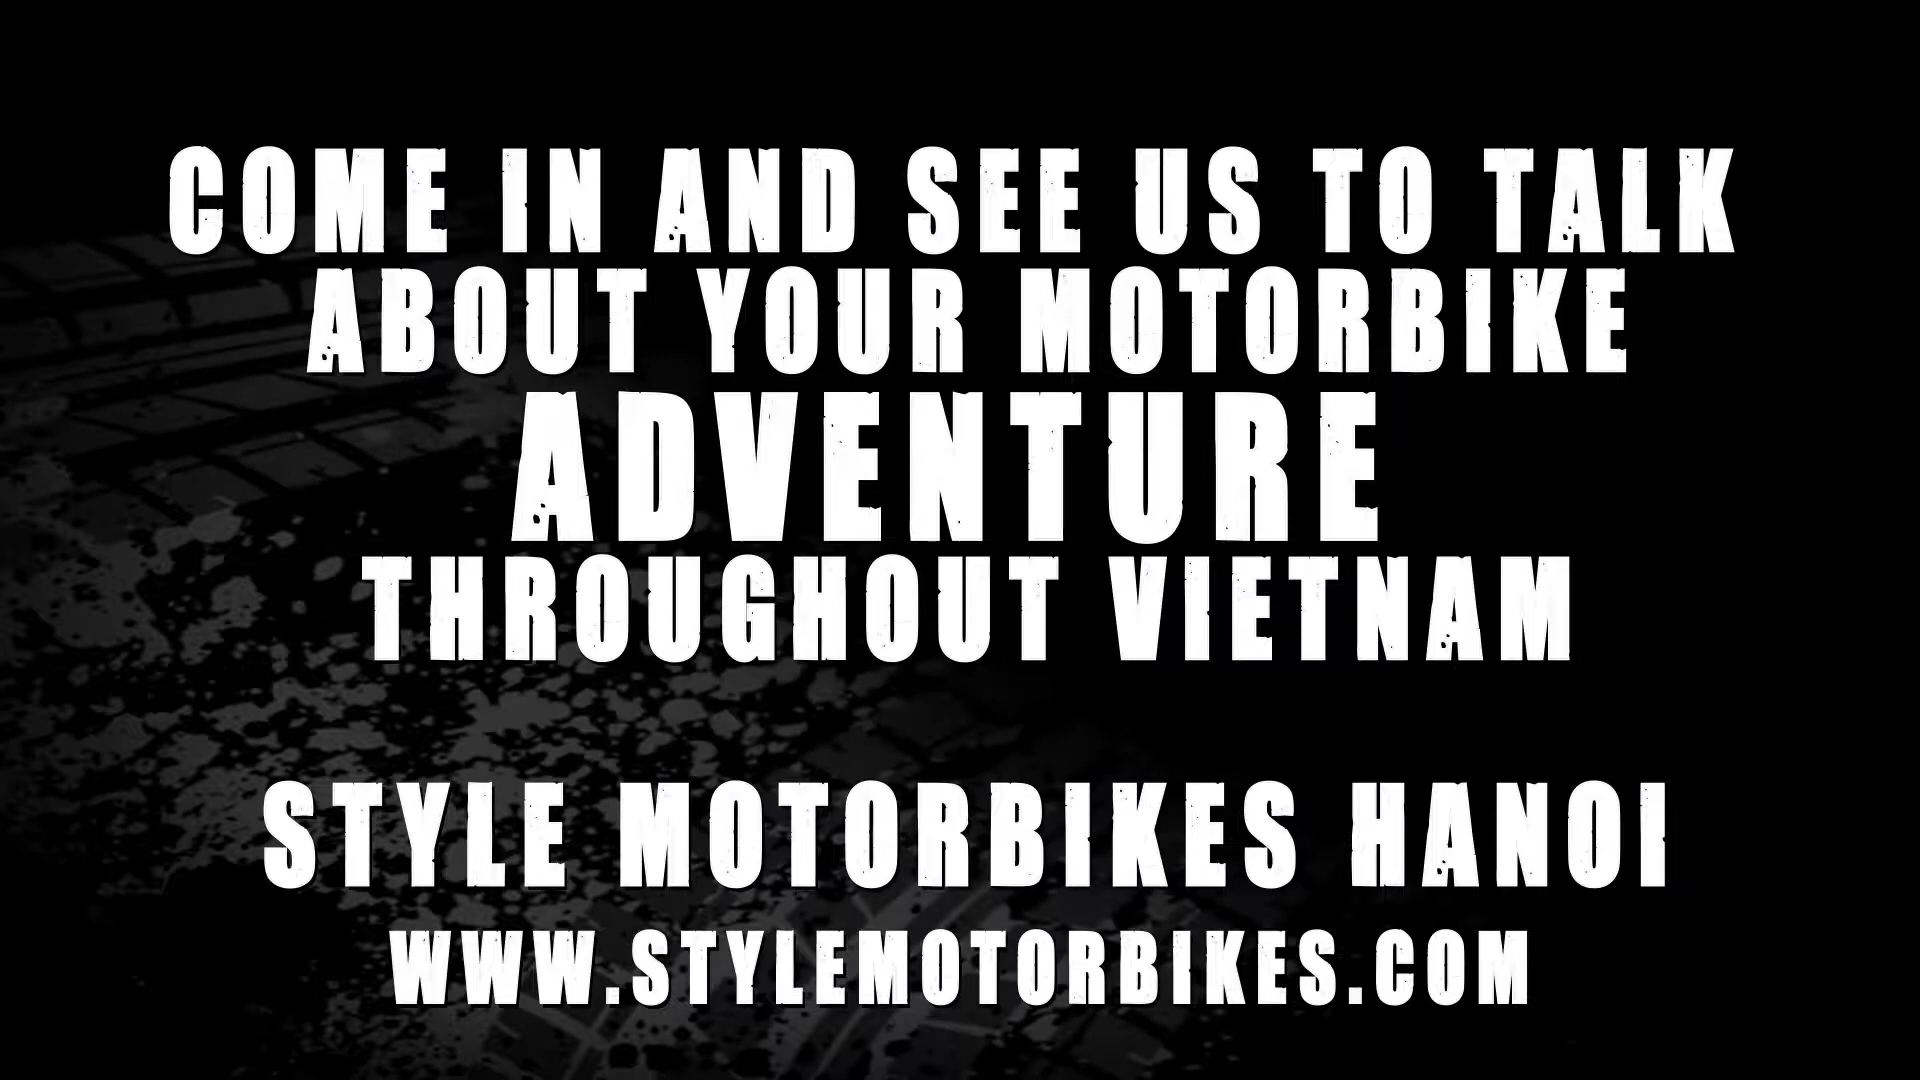 COME IN AND SEE US TO TALK
ABOUT YOUR MOTORBIKE
ADVENTURE
THROUGHOUT VIETNAM
STYLE MOTORBIKES HANOI
WWW.STYLEMOTORBIKES.COM